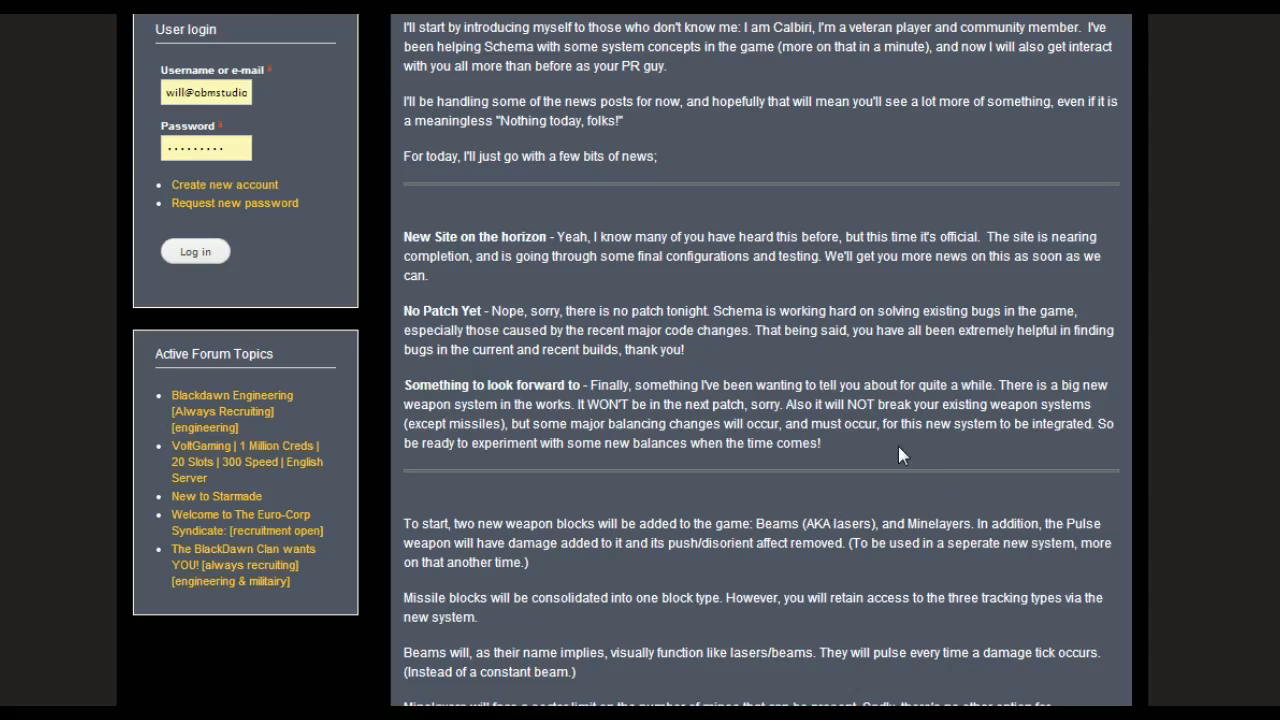 User login
Username or e-mail *
will@obmstudio
Password *
Create new account
Request new password
Log in
Active Forum Topics
Blackdawn Engineering
[Always Recruiting]
[engineering]
VoltGaming | 1 Million Creds |
20 Slots | 300 Speed | English
Server
New to Starmade
Welcome to The Euro-Corp
Syndicate: [recruitment open]
The BlackDawn Clan wants
YOU! [always recruiting]
[engineering & militairy]
I'll start by introducing myself to those who don't know me: I am Calbiri, I'm a veteran player and community member.  I've
been helping Schema with some system concepts in the game (more on that in a minute), and now I will also get interact
with you all more than before as your PR guy.
I'll be handling some of the news posts for now, and hopefully that will mean you'll see a lot more of something, even if it is
a meaningless "Nothing today, folks!"
For today, I'll just go with a few bits of news;
New Site on the horizon - Yeah, I know many of you have heard this before, but this time it's official.  The site is nearing
completion, and is going through some final configurations and testing. We'll get you more news on this as soon as we
can.
No Patch Yet - Nope, sorry, there is no patch tonight. Schema is working hard on solving existing bugs in the game,
especially those caused by the recent major code changes. That being said, you have all been extremely helpful in finding
bugs in the current and recent builds, thank you!
Something to look forward to - Finally, something I've been wanting to tell you about for quite a while. There is a big new
weapon system in the works. It WON'T be in the next patch, sorry. Also it will NOT break your existing weapon systems
(except missiles), but some major balancing changes will occur, and must occur, for this new system to be integrated. So
be ready to experiment with some new balances when the time comes!
To start, two new weapon blocks will be added to the game: Beams (AKA lasers), and Minelayers. In addition, the Pulse
weapon will have damage added to it and its push/disorient affect removed. (To be used in a seperate new system, more
on that another time.)
Missile blocks will be consolidated into one block type. However, you will retain access to the three tracking types via the
new system.
Beams will, as their name implies, visually function like lasers/beams. They will pulse every time a damage tick occurs.
(Instead of a constant beam.)
Minelayers will face a sector limit on the number of mines that can be present. Sadly, there's no other option for